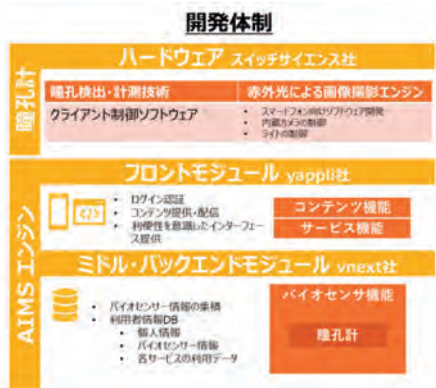 開発体制
瞳孔計
ハードウェア スイッチサイエンス社
瞳孔検出・計測技術
赤外光による画像撮影エンジン
クライアント制御ソフトウェア
• スマートフォン向けソフトウェア開発
• 内蔵カメラの制御
• ライトの制御
AIMS エンジン
フロントモジュール yappli社
• ログイン認証
• コンテンツ提供・配信
• 利便性を意識したインターフェー
ス提供
コンテンツ機能
サービス機能
ミドル・バックエンドモジュール vnext社
• バイオセンサー情報の集積
• 利用者情報DB
• 個人情報
• バイオセンサー情報
• 各サービスの利用データ
バイオセンサ機能
瞳孔計